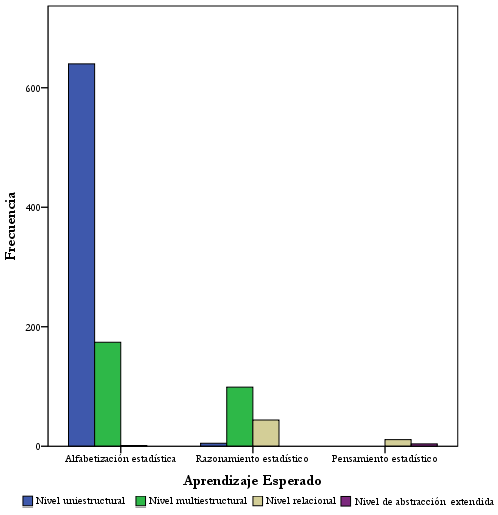 600
400
200
0
Frecuencia
Alfabetización estadística Razonamiento estadístico Pensamiento estadístico
Aprendizaje Esperado
Nivel uniestructural Nivel multiestructural Nivel relacional Nivel de abstracción extendida